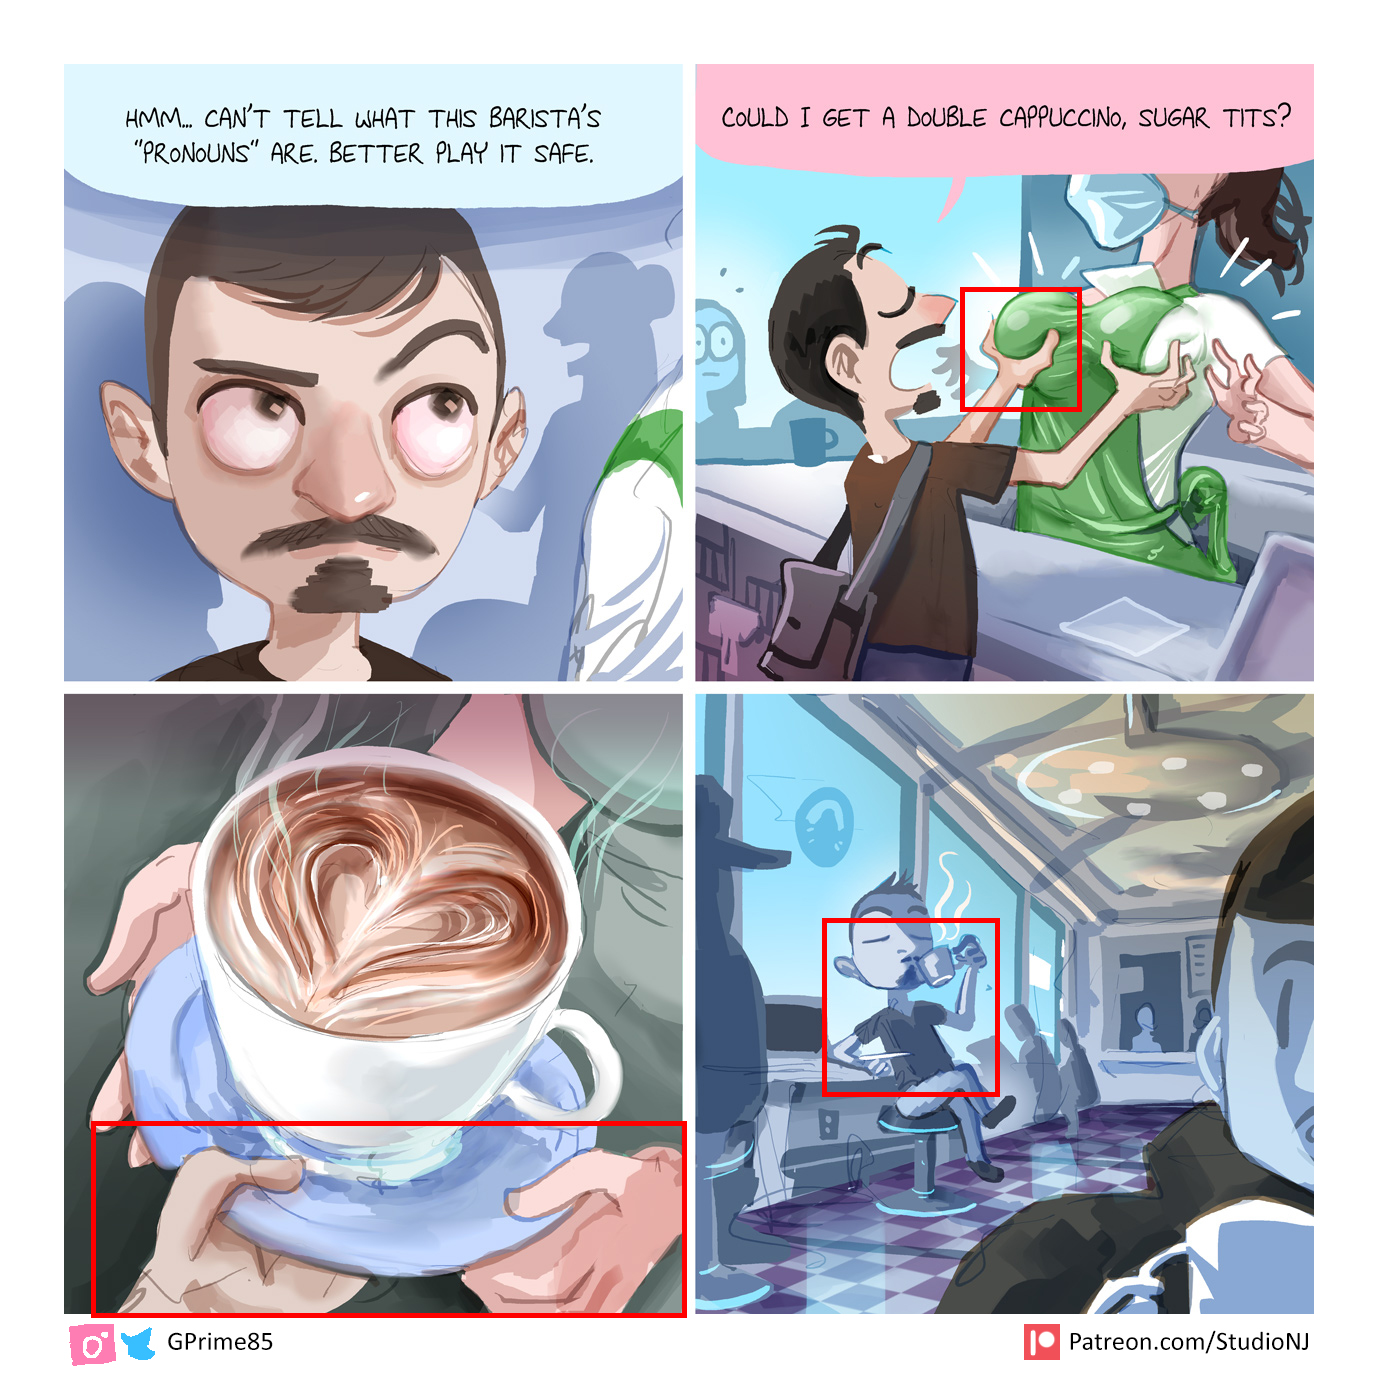 HMM... CAN'T TELL WHAT THIS BARISTA'S
"PRONOUNS" ARE. BETTER PLAY IT SAFE.
COULD I GET A DOUBLE CAPPUCCINO, SUGAR TITS?
GPrime85
Patreon.com/StudioNJ